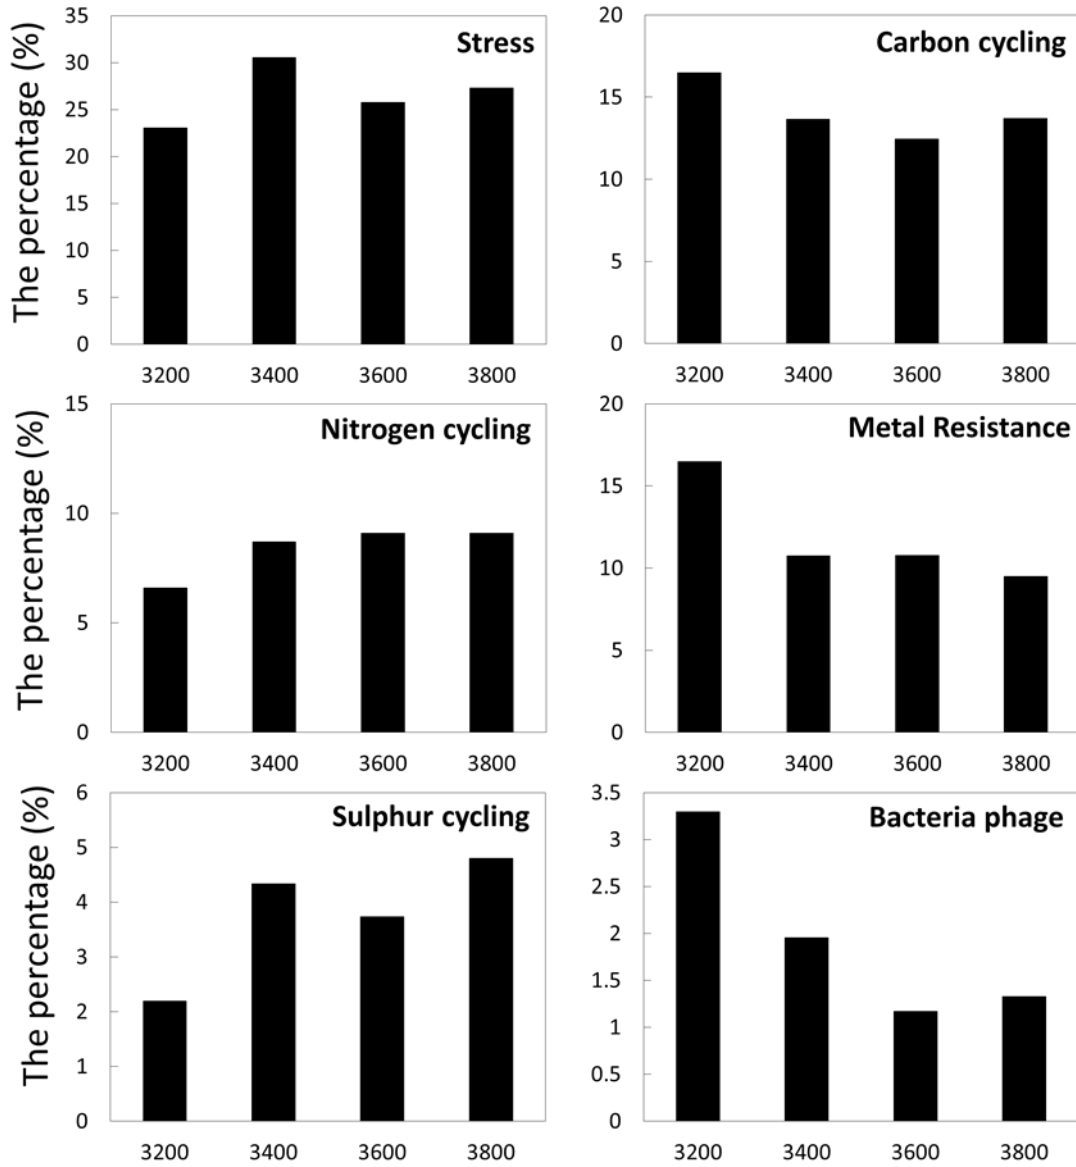 The percentage (%)
35
30
25
20
15
10
5
0
Stress
3200 3400 3600 3800
20
15
10
5
0
Carbon cycling
3200 3400 3600 3800
The percentage (%)
15
10
5
0
Nitrogen cycling
3200 3400 3600 3800
20
15
10
5
0
Metal Resistance
3200 3400 3600 3800
The percentage (%)
6
5
4
3
2
1
0
Sulphur cycling
3200 3400 3600 3800
3.5
3
2.5
2
1.5
1
0.5
0
Bacteria phage
3200 3400 3600 3800